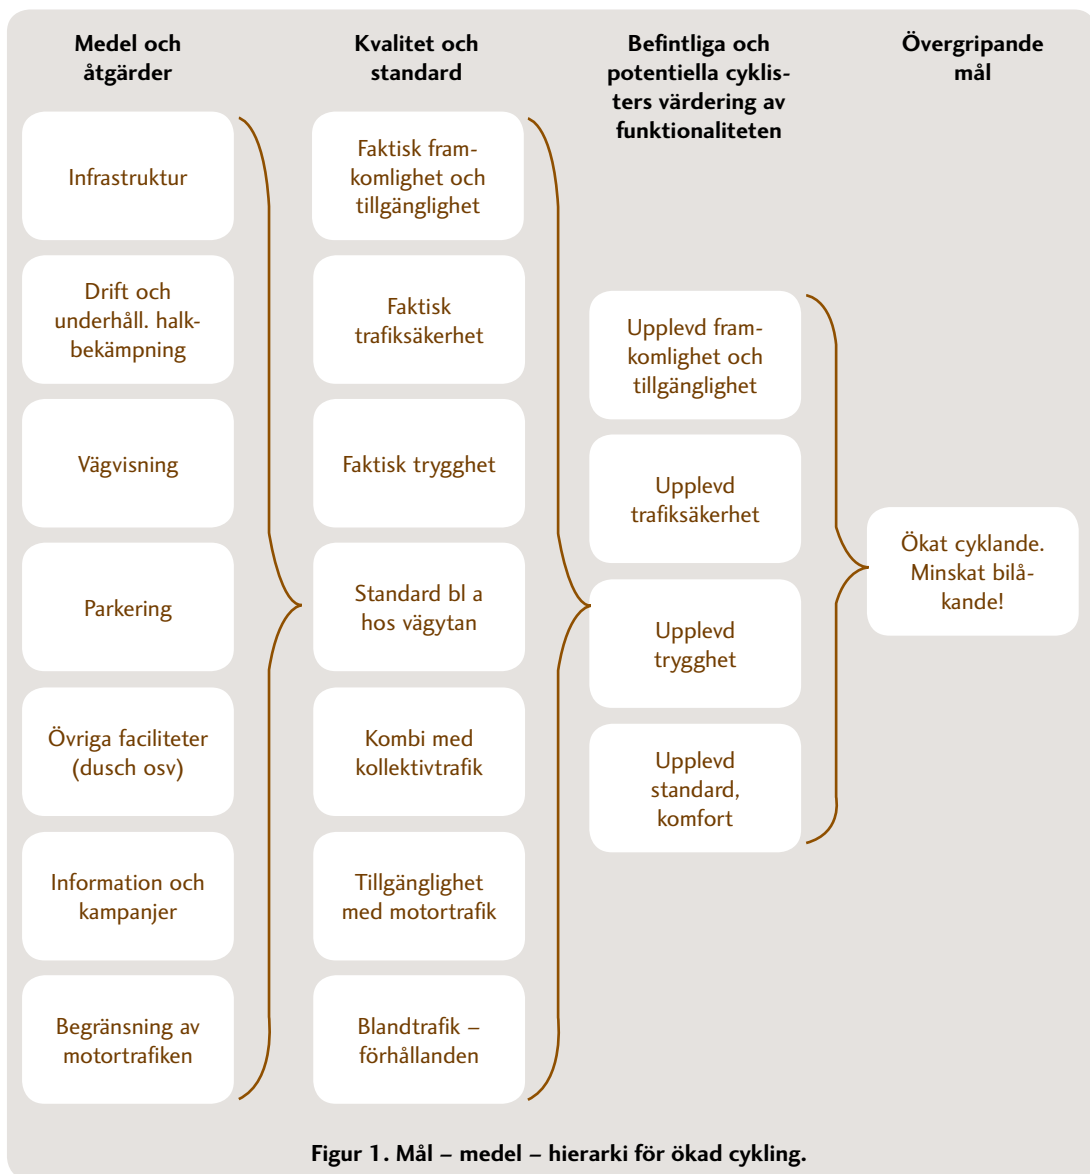 Medel och
åtgärder
Infrastruktur
Drift och
underhåll. halk-
bekämpning
Vägvisning
Parkering
Övriga faciliteter
(dusch osv)
Information och
kampanjer
Begränsning av
motortrafiken
Kvalitet och
standard
Faktisk fram-
komlighet och
tillgänglighet
Faktisk
trafiksäkerhet
Faktisk trygghet
Standard bl a
hos vägytan
Kombi med
kollektivtrafik
Tillgänglighet
med motortrafik
Blandtrafik –
förhållanden
Befintliga och
potentiella cyklis-
ters värdering av
funktionaliteten
Upplevd fram-
komlighet och
tillgänglighet
Upplevd
trafiksäkerhet
Upplevd
trygghet
Upplevd
standard,
komfort
Övergripande
mål
Ökat cyklande.
Minskat bilå-
kande!
Figur 1. Mål – medel – hierarki för ökad cykling.